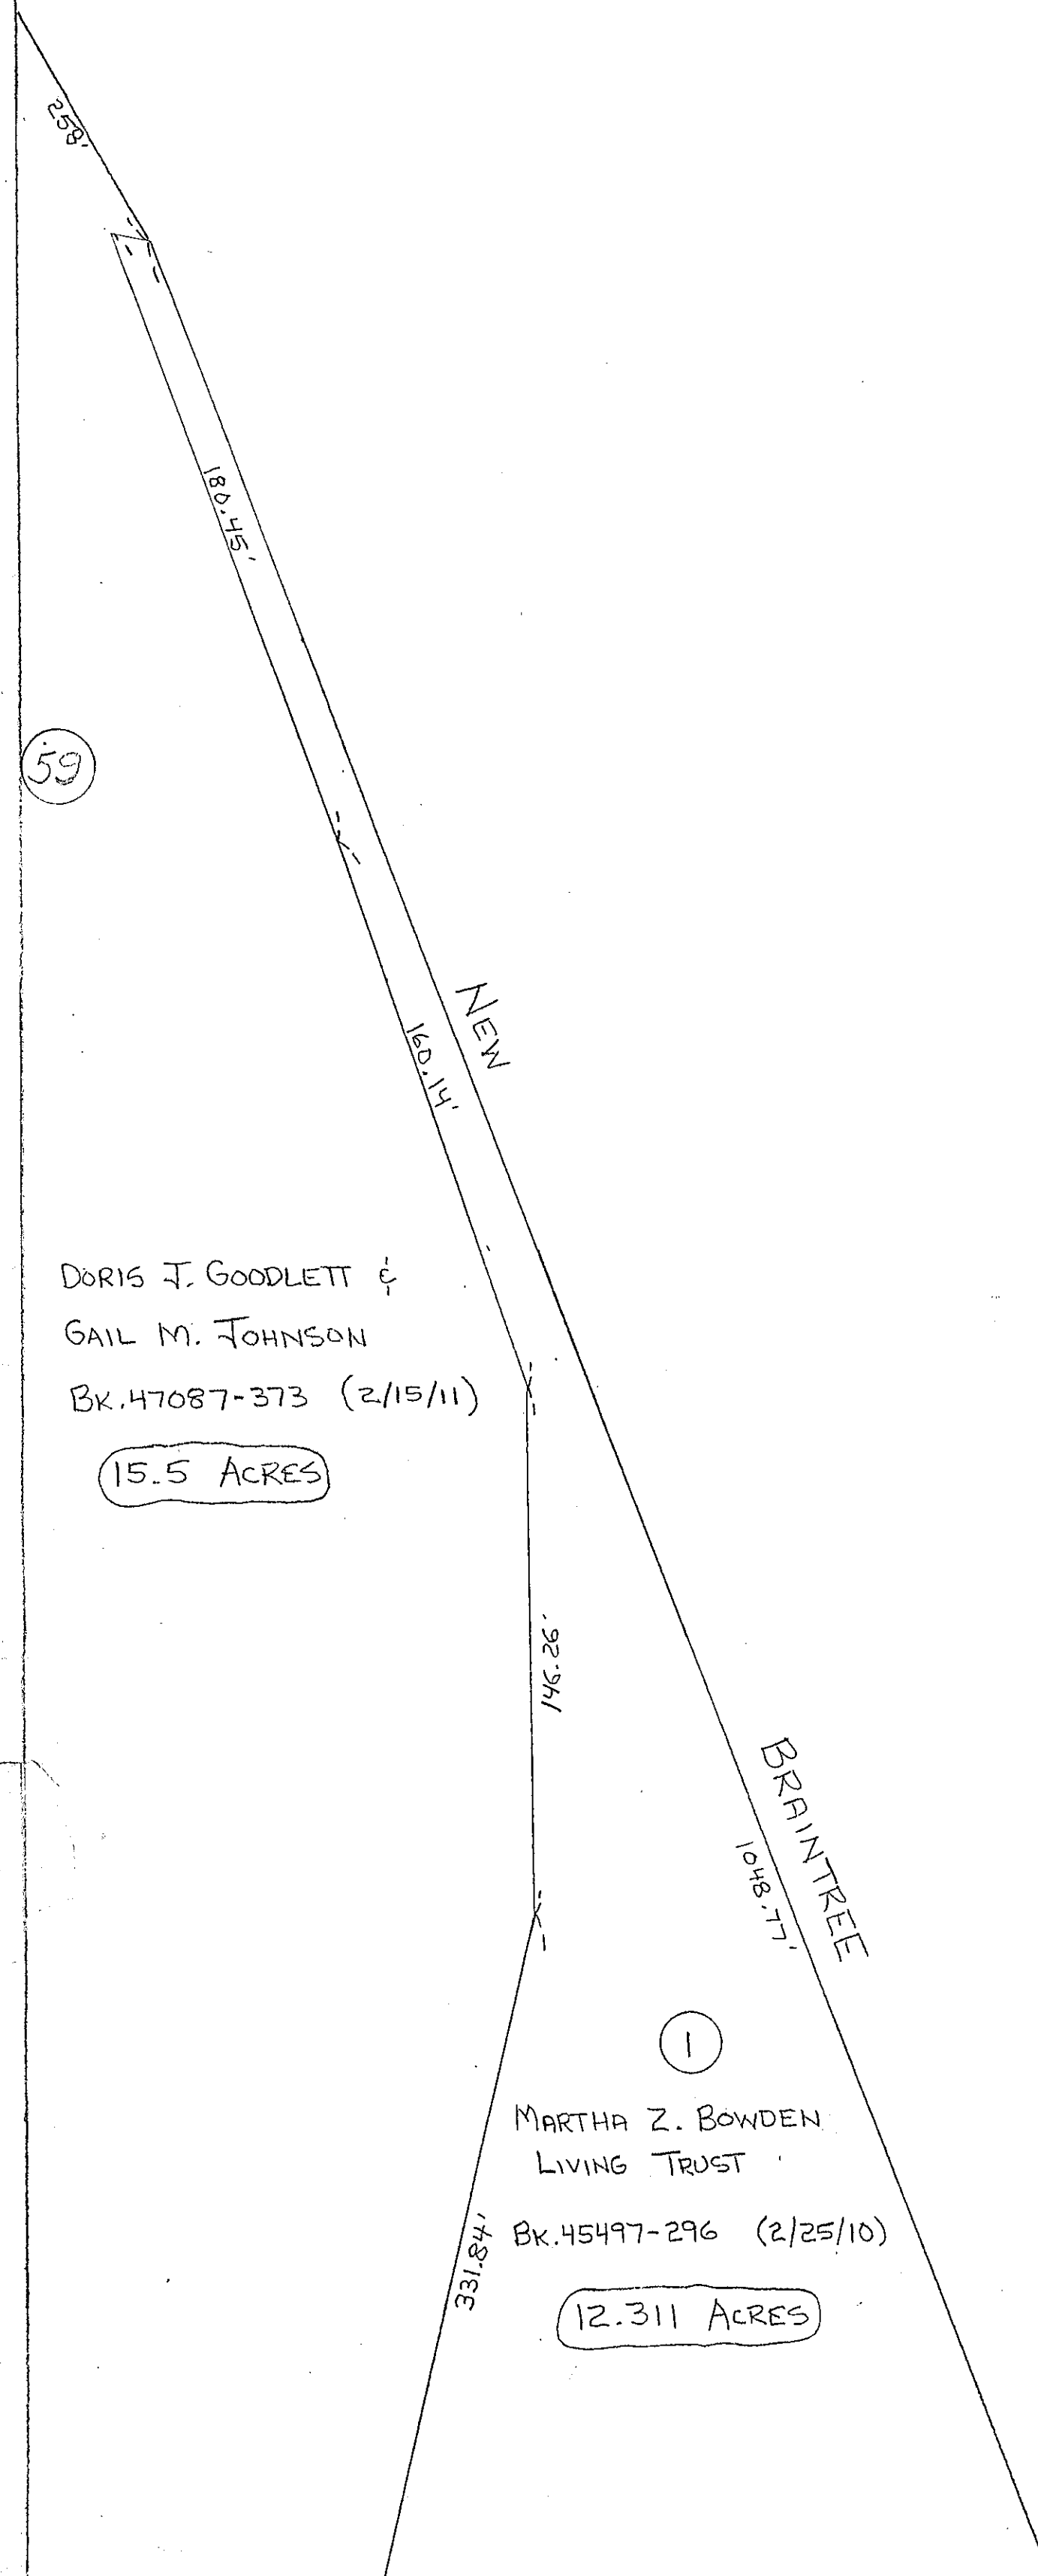 258'
180.45'
59
NEW
160.14'
DORIS J. GOODLETT &
GAIL M. JOHNSON
BK.47087-373 (2/15/11)
15.5 ACRES
146.26'
BRAINTREE
1048.77'
1
MARTHA Z. BOWDEN
LIVING TRUST
331.84'
BK.45497-296 (2/25/10)
12.311 ACRES